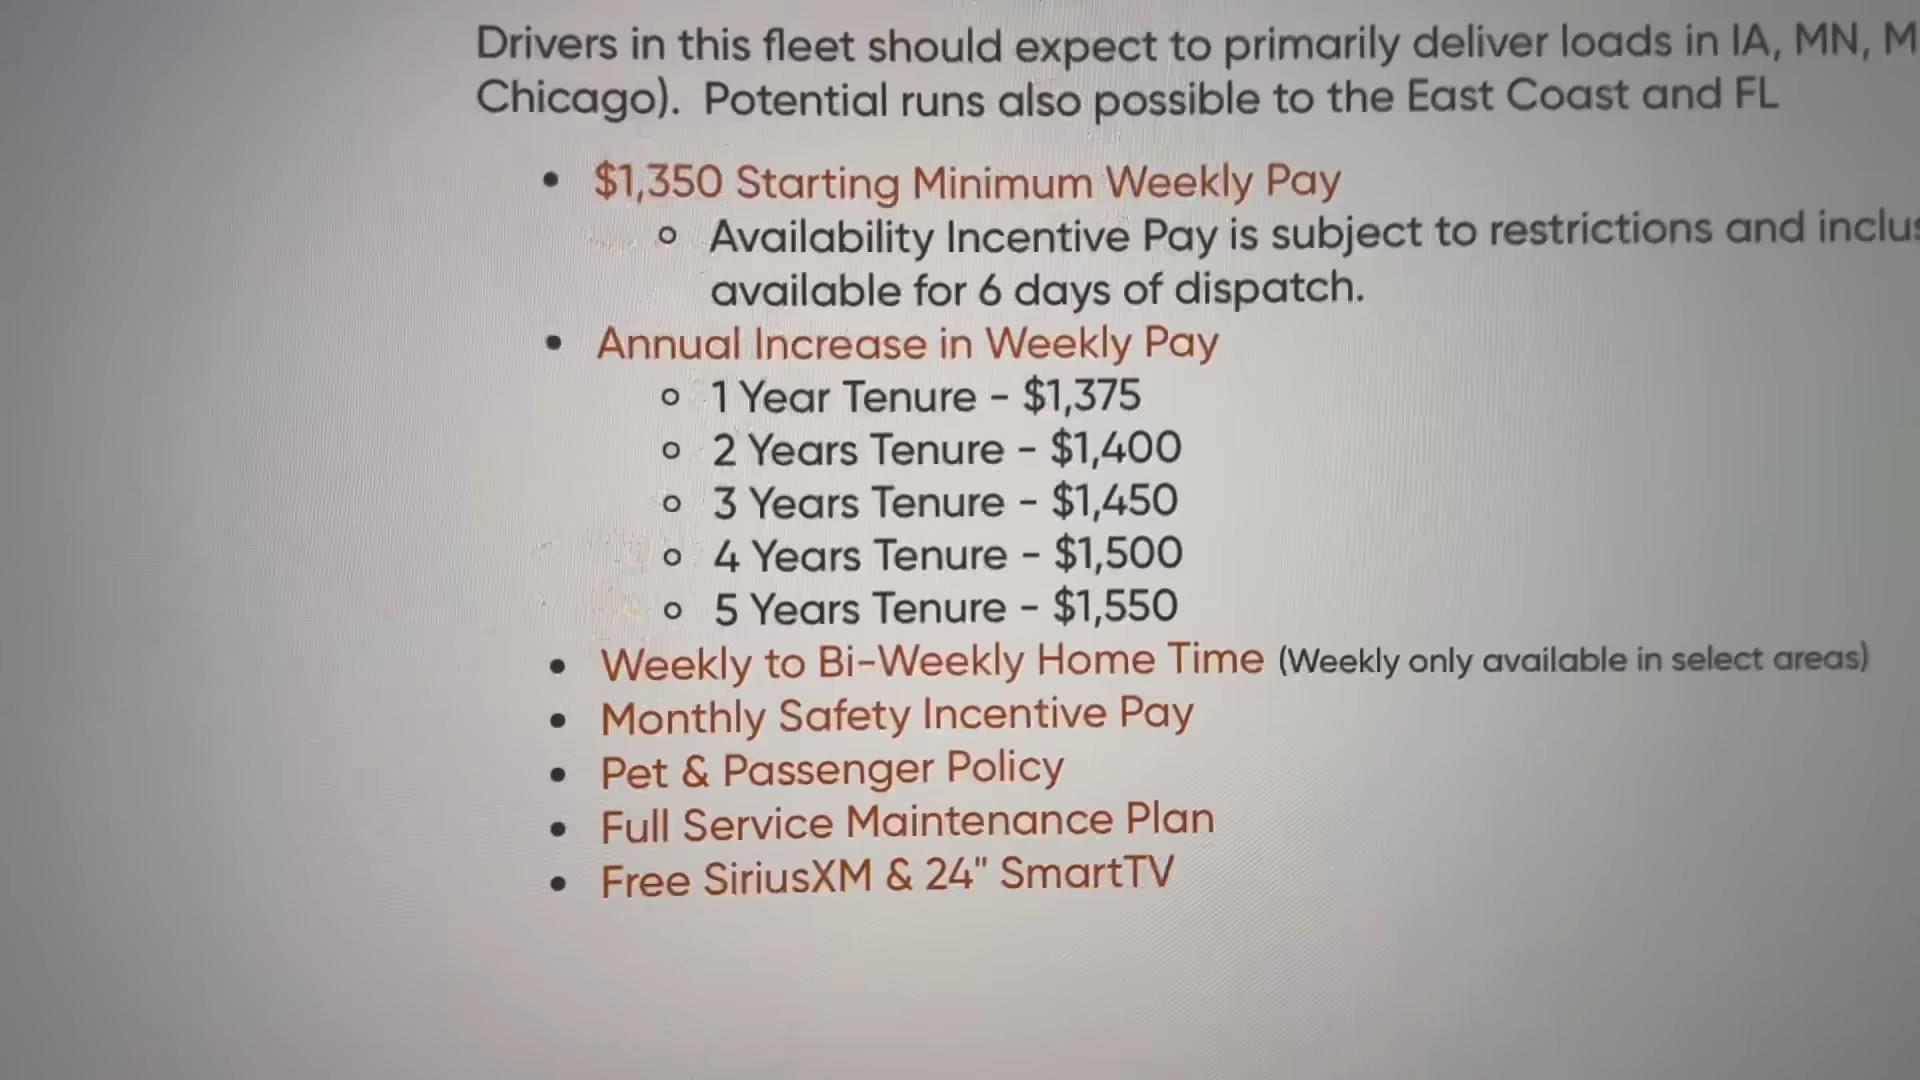 Drivers in this fleet should expect to primarily deliver loads in IA, MN,
Chicago). Potential runs also possible to the East Coast and FL
• $1,350 Starting Minimum Weekly Pay
o Availability Incentive Pay is subject to restrictions and
available for 6 days of dispatch.
• Annual Increase in Weekly Pay
o 1 Year Tenure - $1,375
o 2 Years Tenure - $1,400
o 3 Years Tenure - $1,450
o 4 Years Tenure - $1,500
o 5 Years Tenure - $1,550
• Weekly to Bi-Weekly Home Time (Weekly only available in select areas)
• Monthly Safety Incentive Pay
• Pet & Passenger Policy
• Full Service Maintenance Plan
• Free SiriusXM & 24" SmartTV